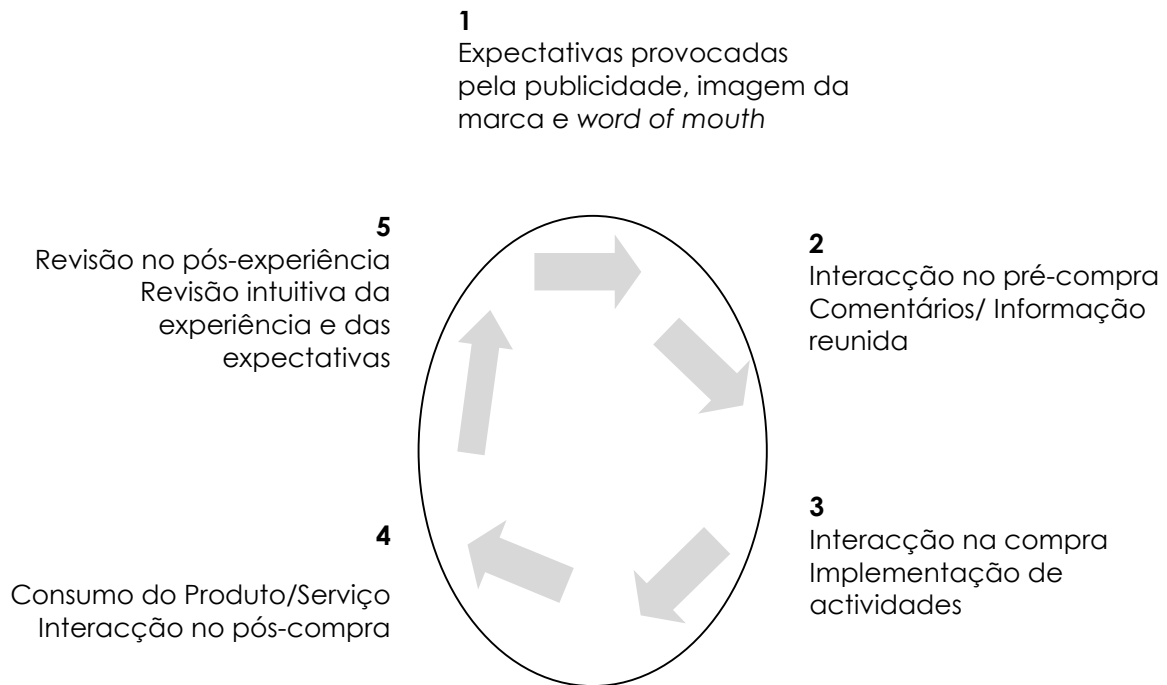 1
Expectativas provocadas
pela publicidade, imagem da
marca e word of mouth
2
Interacção no pré-compra
Comentários/ Informação
reunida
3
Interacção na compra
Implementação de
actividades
4
Consumo do Produto/Serviço
Interacção no pós-compra
5
Revisão no pós-experiência
Revisão intuitiva da
experiência e das
expectativas